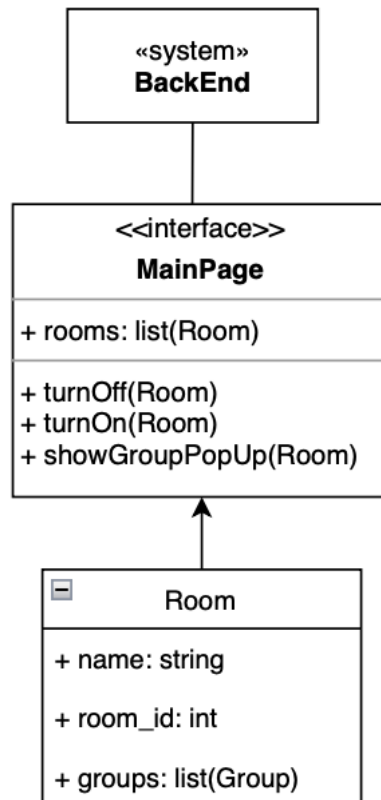 «system»
BackEnd
<<interface>>
MainPage
+ rooms: list(Room)
+ turnOff(Room)
+ turnOn(Room)
+ showGroupPopUp(Room)
Room
+ name: string
+ room_id: int
+ groups: list(Group)